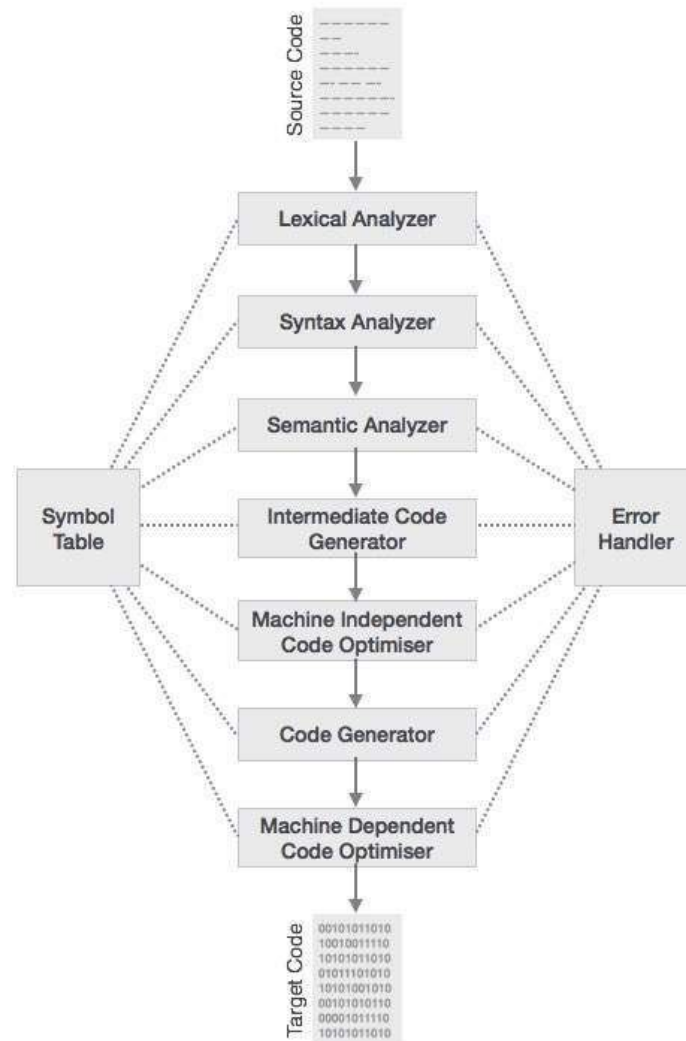 Source Code
Lexical Analyzer
Syntax Analyzer
Semantic Analyzer
Symbol
Table
Intermediate Code
Generator
Error
Handler
Machine Independent
Code Optimiser
Code Generator
Machine Dependent
Code Optimiser
Target Code
00101011010
10010011110
10101011010
01011101010
10101001010
00101010110
00001011110
10101011010